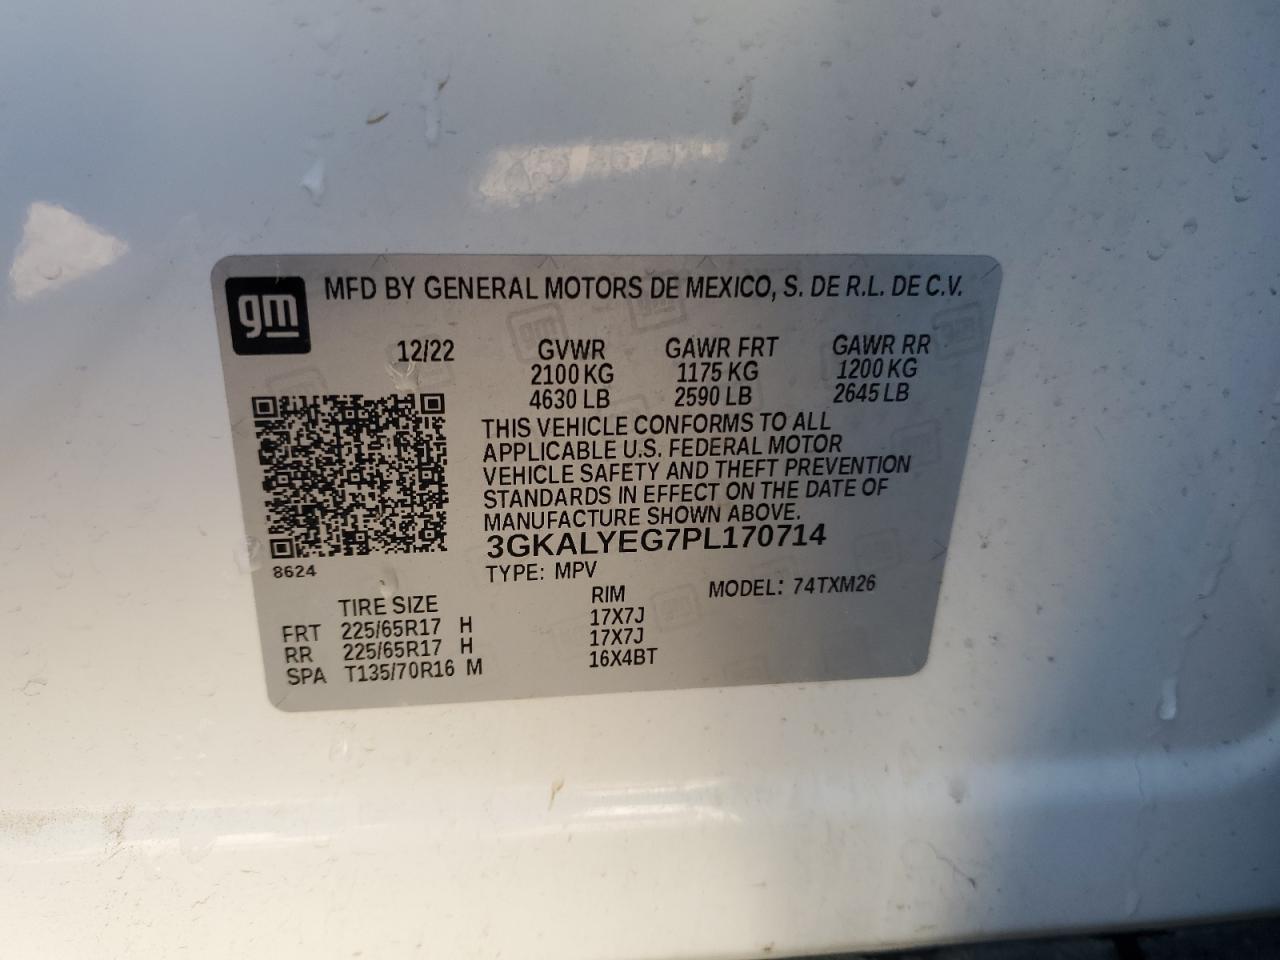 gm MFD BY GENERAL MOTORS DE MEXICO, S. DE R.L. DE C.V.
12/22 GVWR GAWR FRT GAWR RR
2100 KG 1175 KG 1200 KG
4630 LB 2590 LB 2645 LB
THIS VEHICLE CONFORMS TO ALL
APPLICABLE U.S. FEDERAL MOTOR
VEHICLE SAFETY AND THEFT PREVENTION
STANDARDS IN EFFECT ON THE DATE OF
MANUFACTURE SHOWN ABOVE.
3GKALYEG7PL170714
8624 TYPE: MPV MODEL: 74TXM26
TIRE SIZE RIM
FRT 225/65R17 H 17X7J
RR 225/65R17 H 17X7J
SPA T135/70R16 M 16X4BT